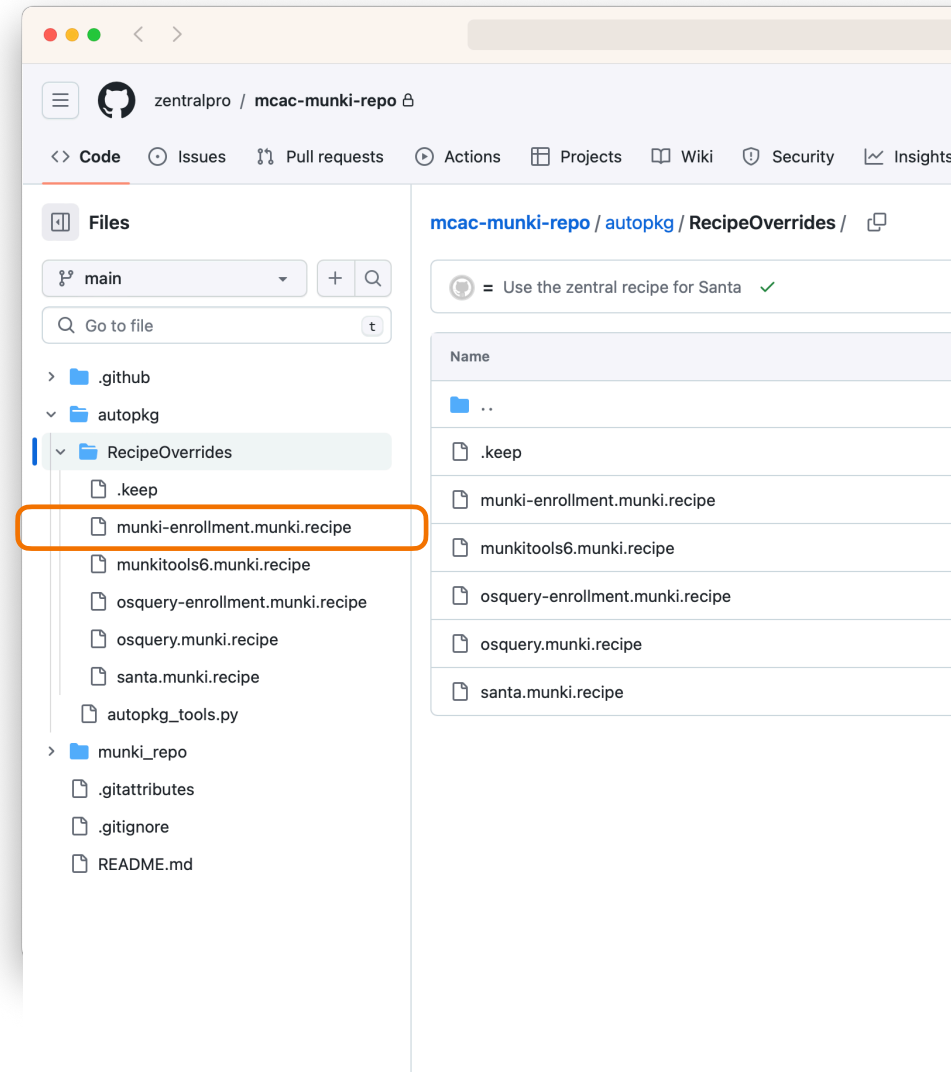 zentralpro / mcac-munki-repo
Code Issues Pull requests Actions Projects Wiki Security Insights
Files
main
Go to file t
.github
autopkg
RecipeOverrides
.keep
munki-enrollment.munki.recipe
munkitools6.munki.recipe
osquery-enrollment.munki.recipe
osquery.munki.recipe
santa.munki.recipe
autopkg_tools.py
munki_repo
.gitattributes
.gitignore
README.md
mcac-munki-repo / autopkg / RecipeOverrides /
= Use the zentral recipe for Santa
Name
..
.keep
munki-enrollment.munki.recipe
munkitools6.munki.recipe
osquery-enrollment.munki.recipe
osquery.munki.recipe
santa.munki.recipe